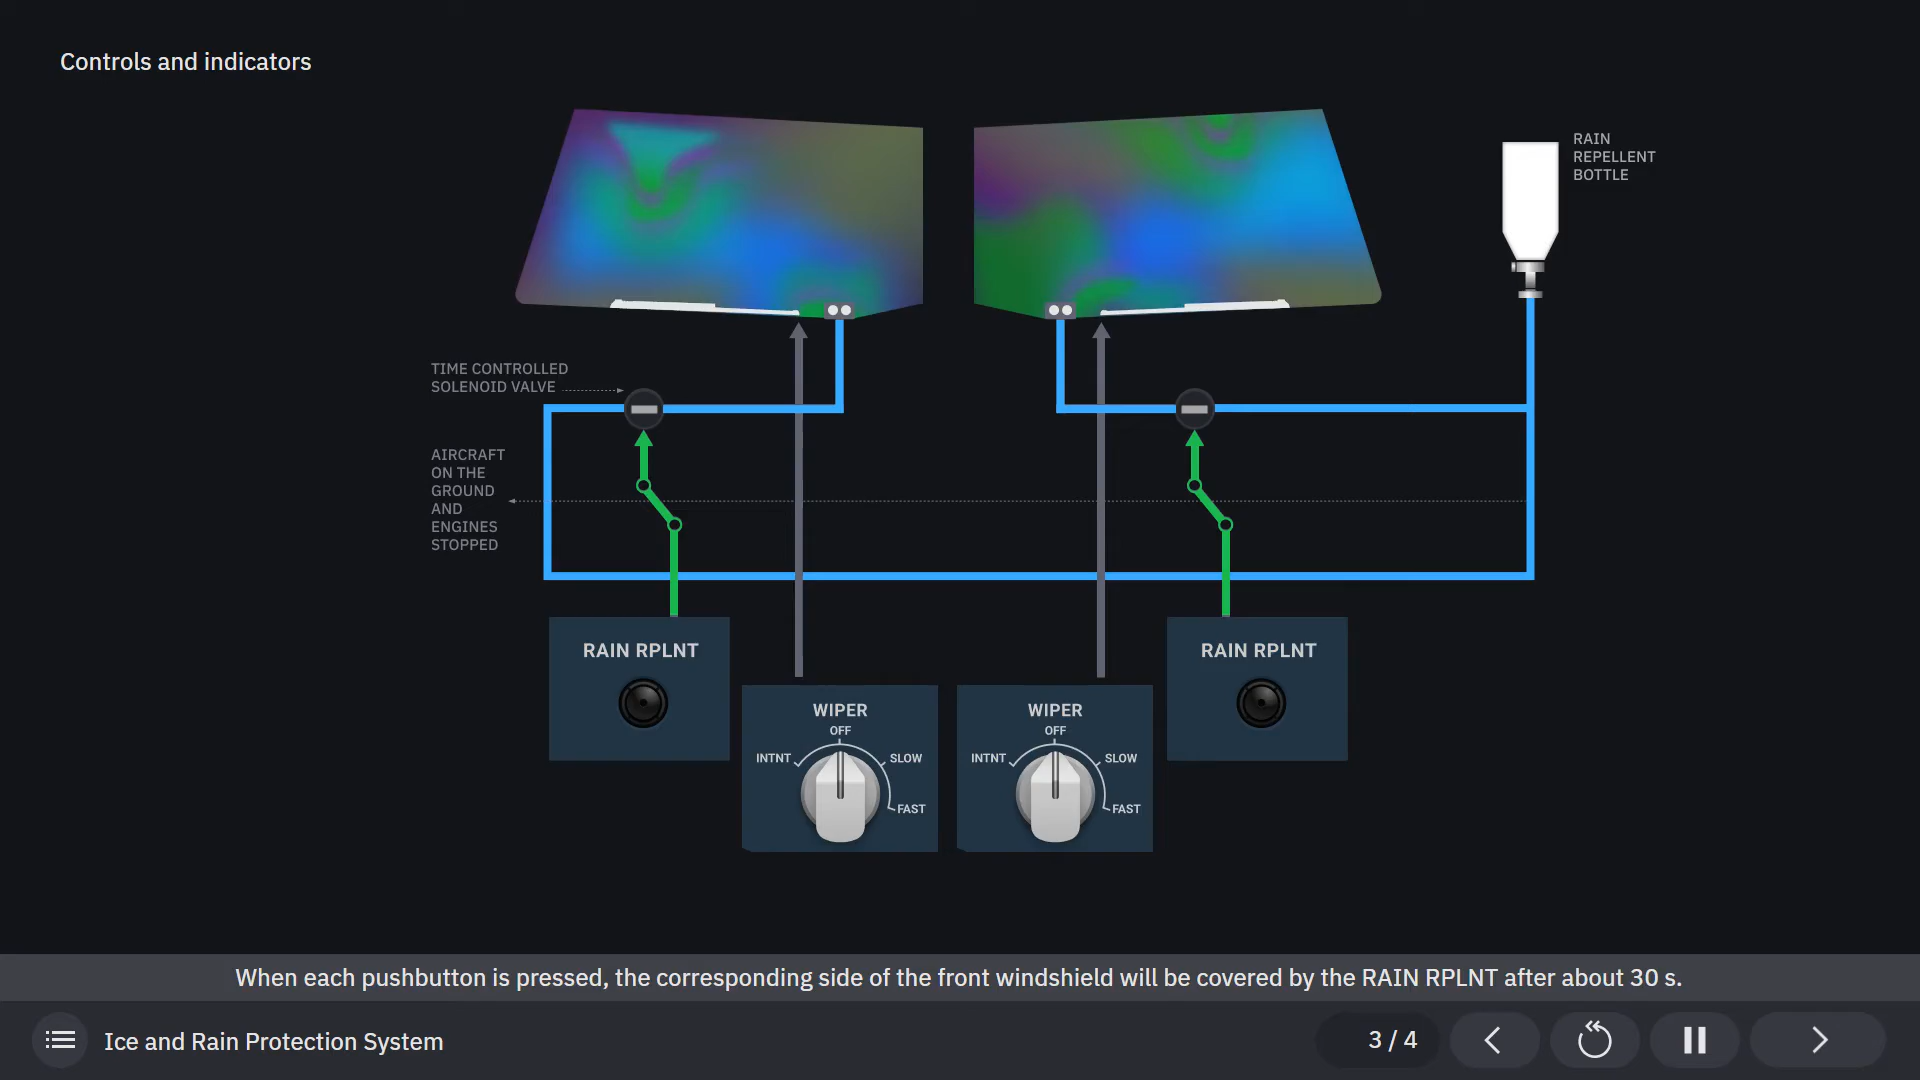 Controls and indicators
RAIN
REPELLENT
BOTTLE
TIME CONTROLLED
SOLENOID VALVE
AIRCRAFT
ON THE
GROUND
AND
ENGINES
STOPPED
RAIN RPLNT
RAIN RPLNT
WIPER
OFF
INTNT
SLOW
FAST
WIPER
OFF
INTNT
SLOW
FAST
When each pushbutton is pressed, the corresponding side of the front windshield will be covered by the RAIN RPLNT after about 30 s.
Ice and Rain Protection System
3 / 4